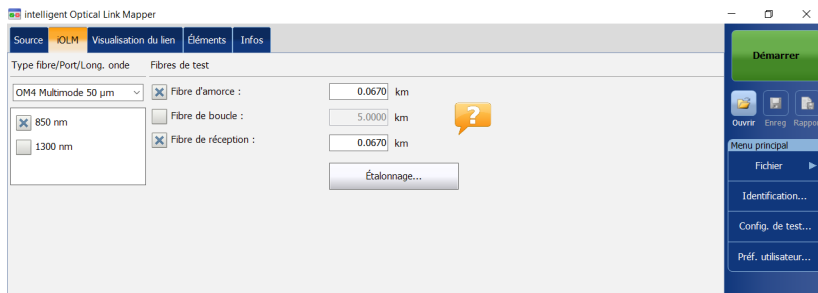 intelligent Optical Link Mapper
Source iOLM Visualisation du lien Éléments Infos
Type fibre/Port/Long. onde Fibres de test
OM4 Multimode 50 µm Fibre d'amorce : 0.0670 km
850 nm Fibre de boucle : 5.0000 km
1300 nm Fibre de réception : 0.0670 km
Étalonnage...
?
Démarrer
Ouvrir Enreg Rappo
Menu principal
Fichier
Identification...
Config. de test...
Préf. utilisateur...